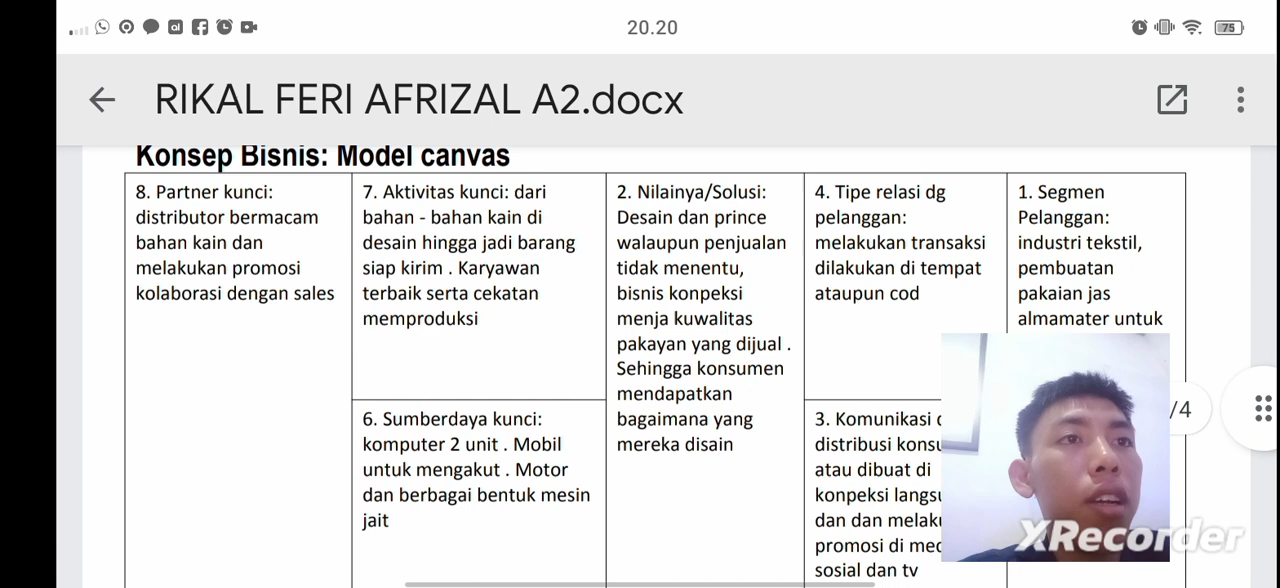 20.20
75
RIKAL FERI AFRIZAL A2.docx
Konsep Bisnis: Model canvas
8. Partner kunci:
distributor bermacam
bahan kain dan
melakukan promosi
kolaborasi dengan sales
7. Aktivitas kunci: dari
bahan - bahan kain di
desain hingga jadi barang
siap kirim . Karyawan
terbaik serta cekatan
memproduksi
6. Sumberdaya kunci:
komputer 2 unit . Mobil
untuk mengakut . Motor
dan berbagai bentuk mesin
jait
2. Nilainya/Solusi:
Desain dan prince
walaupun penjualan
tidak menentu,
bisnis konpeksi
menja kuwalitas
pakayan yang dijual .
Sehingga konsumen
mendapatkan
bagaimana yang
mereka disain
4. Tipe relasi dg
pelanggan:
melakukan transaksi
dilakukan di tempat
ataupun cod
3. Komunikasi
distribusi
atau dibuat di
konpeksi
dan dan
promosi di
sosial dan tv
1. Segmen
Pelanggan:
industri tekstil,
pembuatan
pakaian jas
almamater untuk
/4
XRecorder